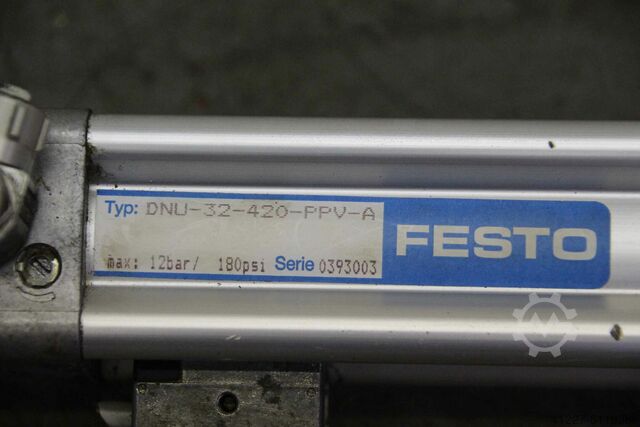 Typ: DNU-32-420-PPV-A
FESTO
max: 12bar/ 180psi Serie 0393003